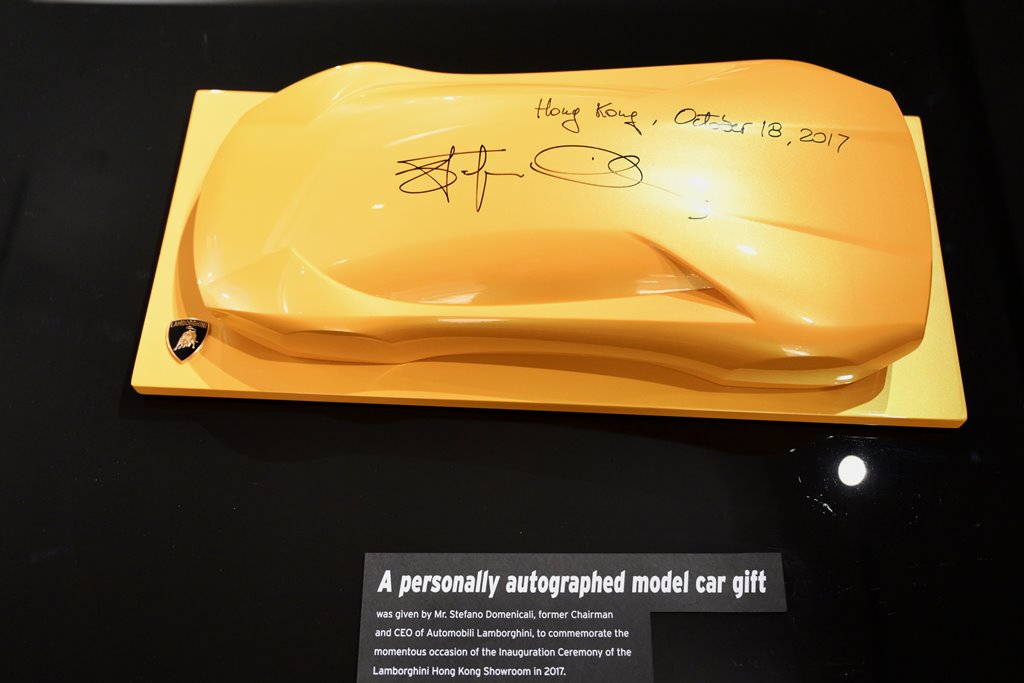 Hong Kong, October 18, 2017
LAMBORGHINI
A personally autographed model car gift
was given by Mr. Stefano Domenicali, former Chairman
and CEO of Automobili Lamborghini, to commemorate the
momentous occasion of the Inauguration Ceremony of the
Lamborghini Hong Kong Showroom in 2017.